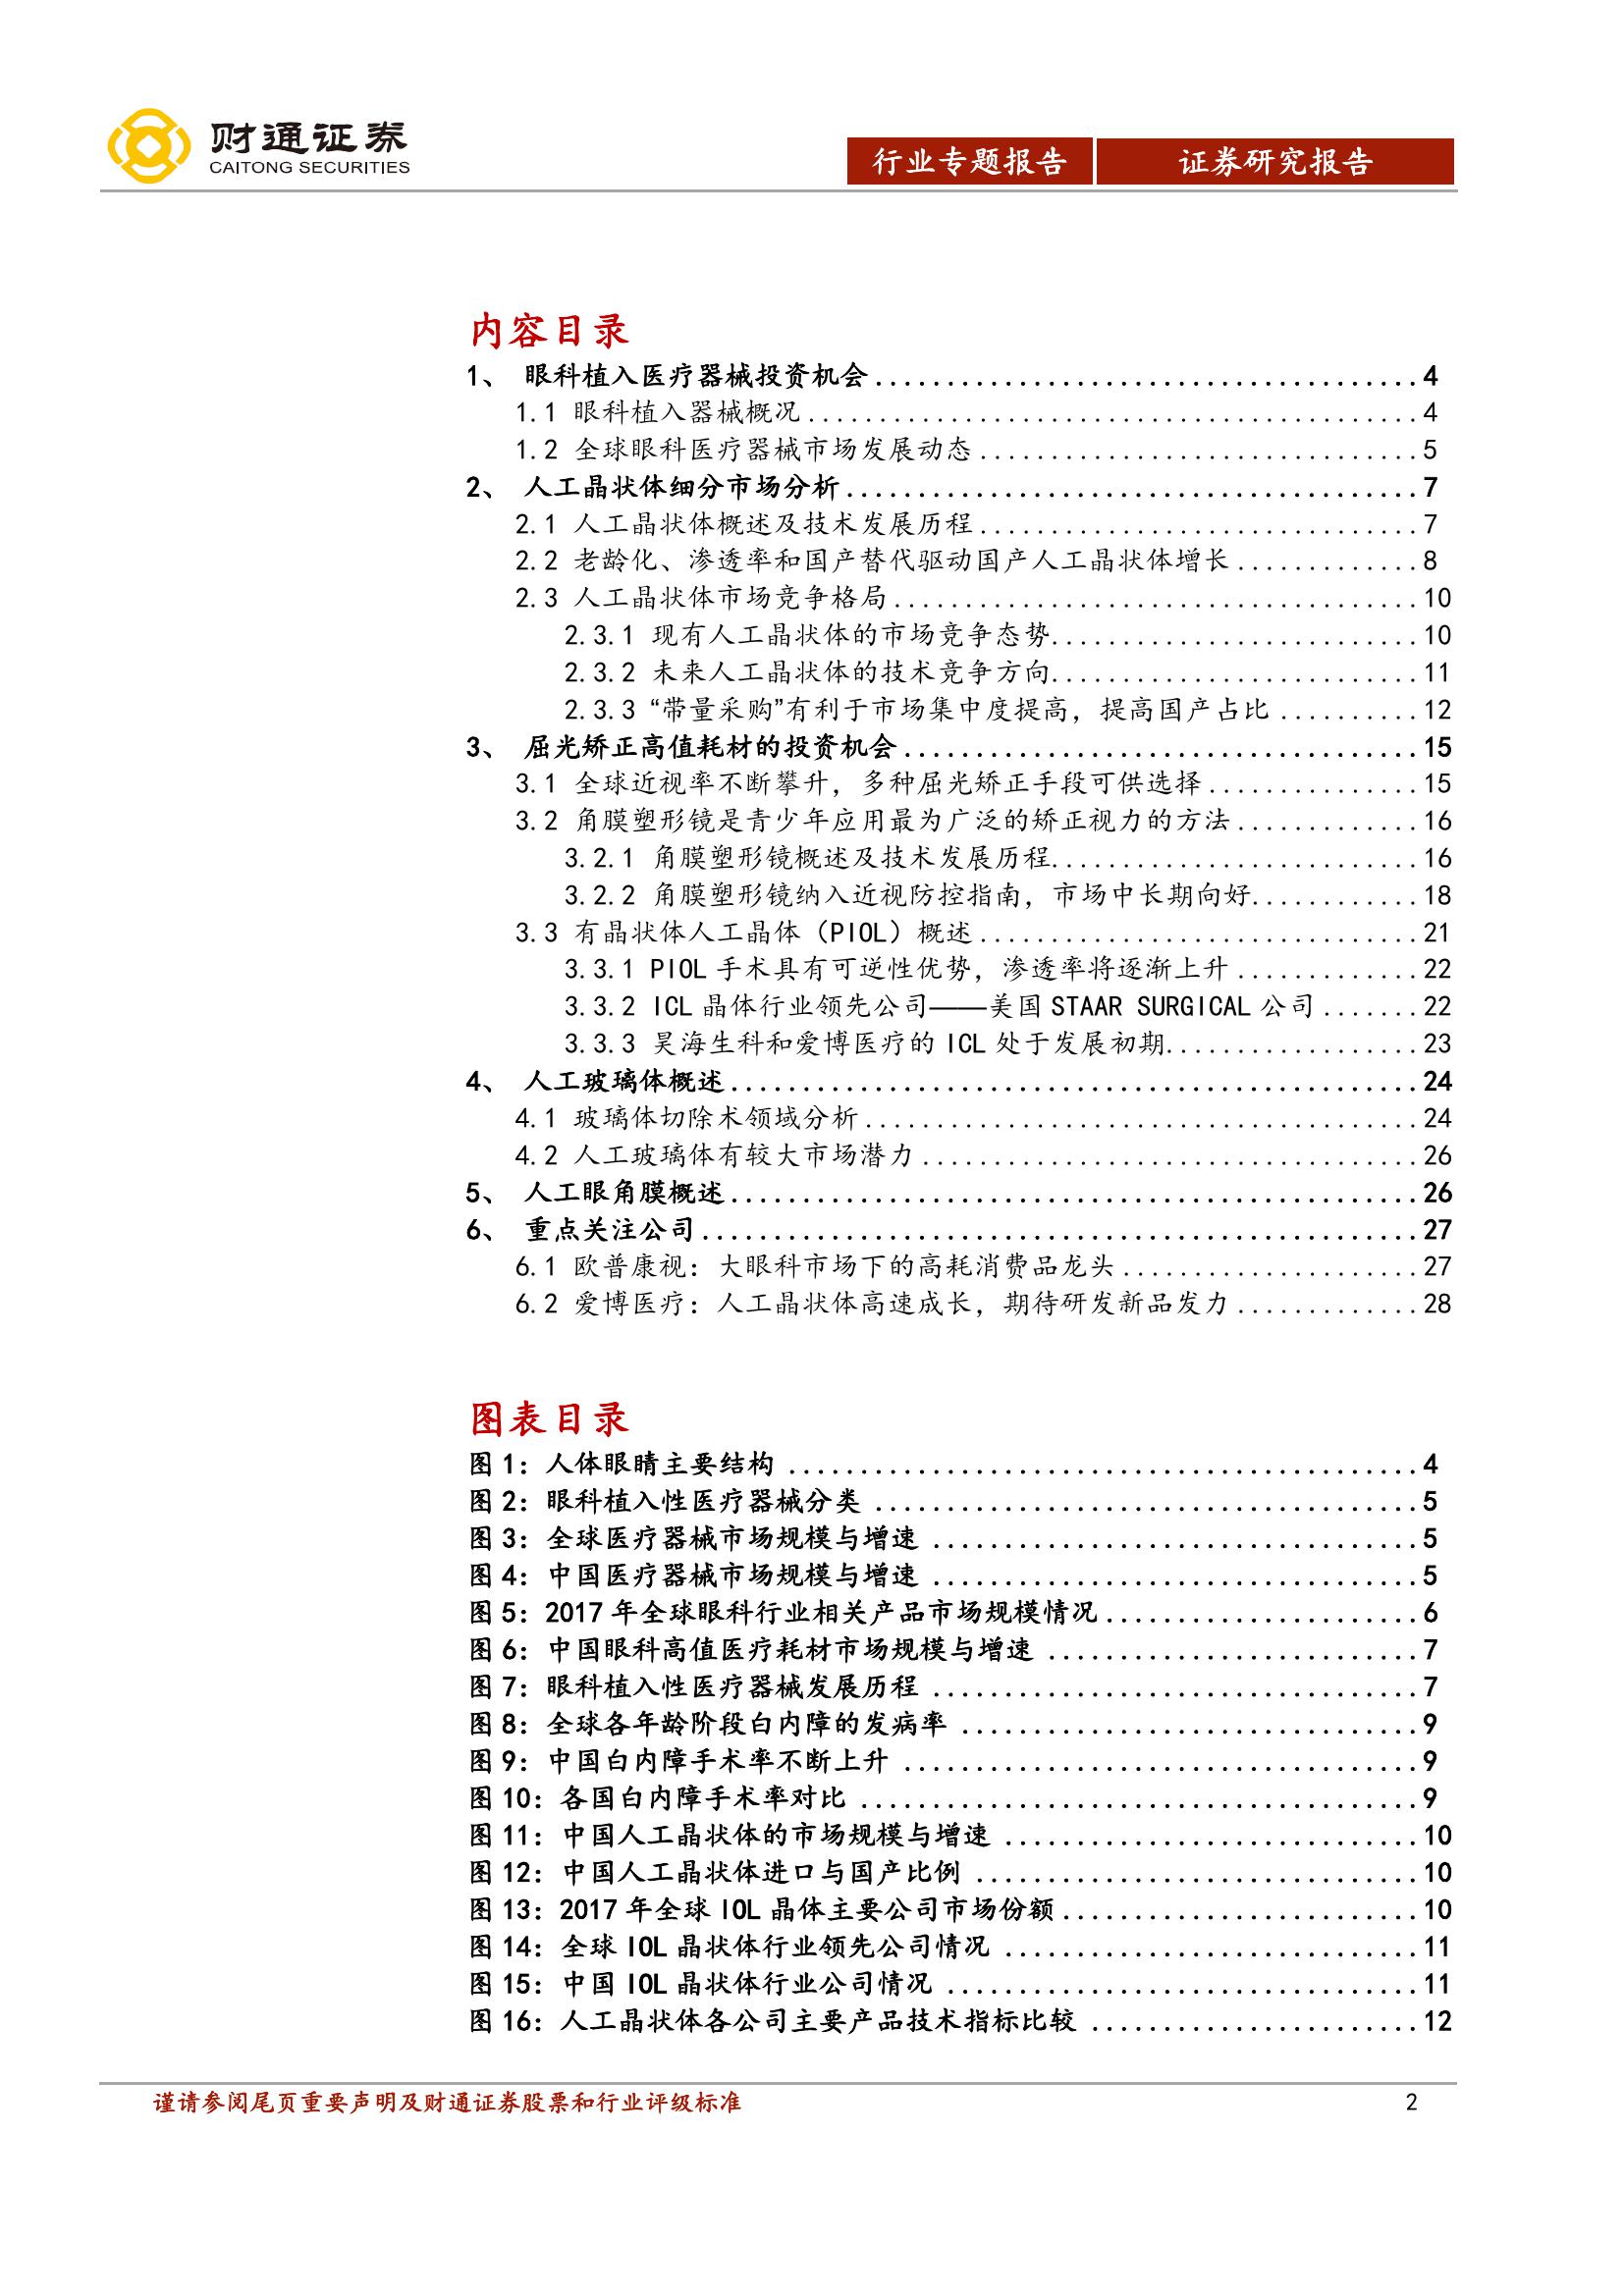 财通证券
CAITONG SECURITIES
行业专题报告 证券研究报告
内容目录
1、 眼科植入医疗器械投资机会......................................4
1.1 眼科植入器械概况...........................................4
1.2 全球眼科医疗器械市场发展动态...............................5
2、 人工晶状体细分市场分析........................................7
2.1 人工晶状体概述及技术发展历程...............................7
2.2 老龄化、渗透率和国产替代驱动国产人工晶状体增长.............8
2.3 人工晶状体市场竞争格局.....................................10
2.3.1 现有人工晶状体的市场竞争态势..........................10
2.3.2 未来人工晶状体的技术竞争方向..........................11
2.3.3 “带量采购”有利于市场集中度提高，提高国产占比..........12
3、 屈光矫正高值耗材的投资机会....................................15
3.1 全球近视率不断攀升，多种屈光矫正手段可供选择...............15
3.2 角膜塑形镜是青少年应用最为广泛的矫正视力的方法.............16
3.2.1 角膜塑形镜概述及技术发展历程..........................16
3.2.2 角膜塑形镜纳入近视防控指南，市场中长期向好............18
3.3 有晶状体人工晶体（PIOL）概述...............................21
3.3.1 PIOL 手术具有可逆性优势，渗透率将逐渐上升.............22
3.3.2 ICL 晶体行业领先公司——美国 STAAR SURGICAL 公司.......22
3.3.3 昊海生科和爱博医疗的 ICL 处于发展初期..................23
4、 人工玻璃体概述................................................24
4.1 玻璃体切除术领域分析.......................................24
4.2 人工玻璃体有较大市场潜力...................................26
5、 人工眼角膜概述................................................26
6、 重点关注公司..................................................27
6.1 欧普康视：大眼科市场下的高耗消费品龙头.....................27
6.2 爱博医疗：人工晶状体高速成长，期待研发新品发力.............28
图表目录
图 1：人体眼睛主要结构 ............................................4
图 2：眼科植入性医疗器械分类 ......................................5
图 3：全球医疗器械市场规模与增速 ..................................5
图 4：中国医疗器械市场规模与增速 ..................................5
图 5：2017 年全球眼科行业相关产品市场规模情况......................6
图 6：中国眼科高值医疗耗材市场规模与增速 ..........................7
图 7：眼科植入性医疗器械发展历程 ..................................7
图 8：全球各年龄阶段白内障的发病率 ................................9
图 9：中国白内障手术率不断上升 ....................................9
图 10：各国白内障手术率对比 .......................................9
图 11：中国人工晶状体的市场规模与增速 .............................10
图 12：中国人工晶状体进口与国产比例 ...............................10
图 13：2017 年全球 IOL 晶体主要公司市场份额.........................10
图 14：全球 IOL 晶状体行业领先公司情况 .............................11
图 15：中国 IOL 晶状体行业公司情况 .................................11
图 16：人工晶状体各公司主要产品技术指标比较 .......................12
谨请参阅尾页重要声明及财通证券股票和行业评级标准 2